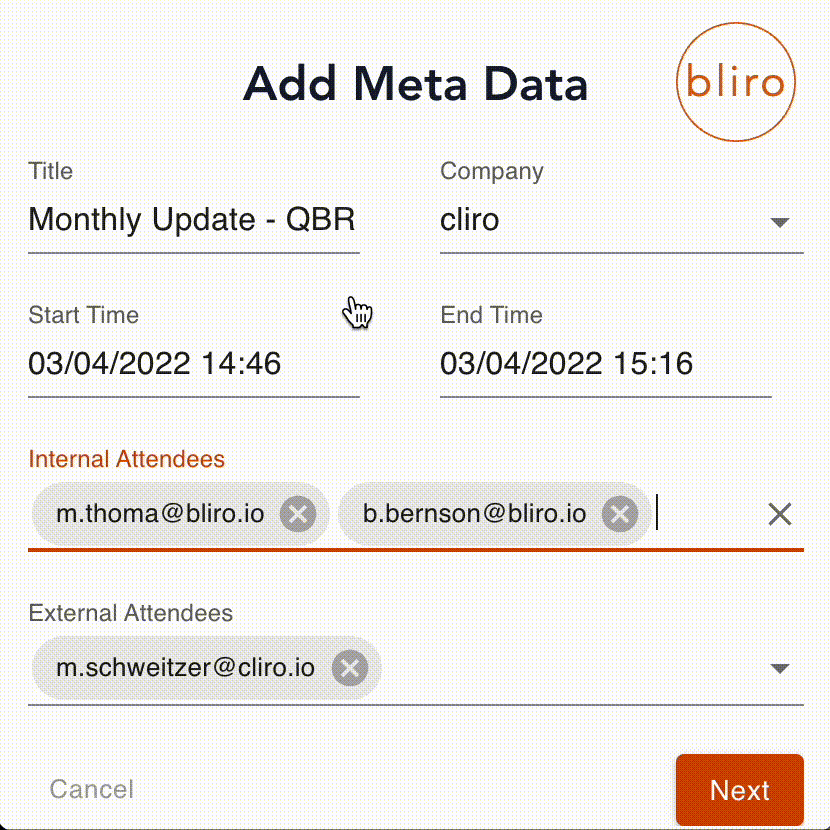 Add Meta Data
bliro
Title
Company
Monthly Update - QBR
cliro
Start Time
End Time
03/04/2022 14:46
03/04/2022 15:16
Internal Attendees
m.thoma@bliro.io b.bernson@bliro.io
External Attendees
m.schweitzer@cliro.io
Cancel
Next